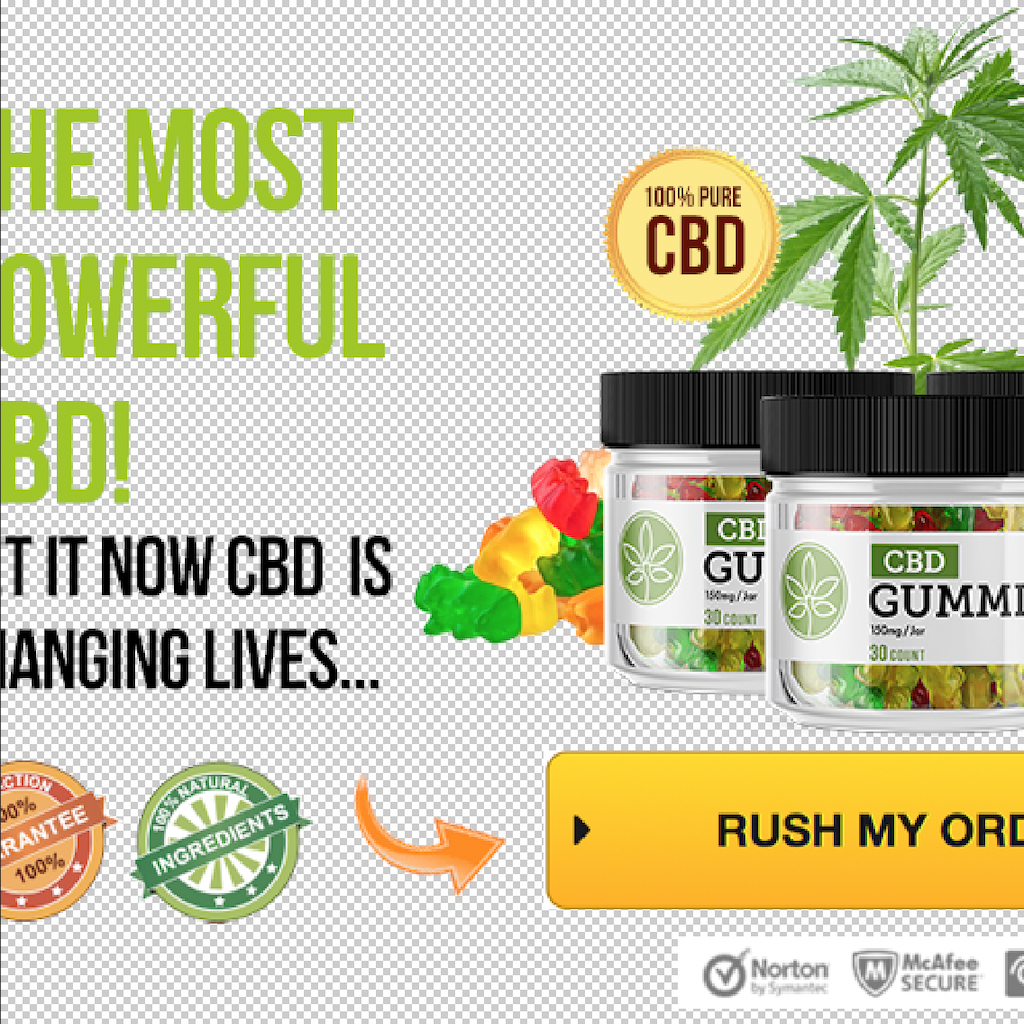 HE MOST
OWERFUL
BD!
T IT NOW CBD IS
HANGING LIVES...
100% PURE
CBD
CBD
GU
150mg/Jar
30 COUNT
CBD
GUMMI
150mg/Jar
30 COUNT
CTION
00%
RANTEE
100%
100% NATURAL
INGREDIENTS
RUSH MY ORD
Norton
by Symantec
McAfee
SECURE